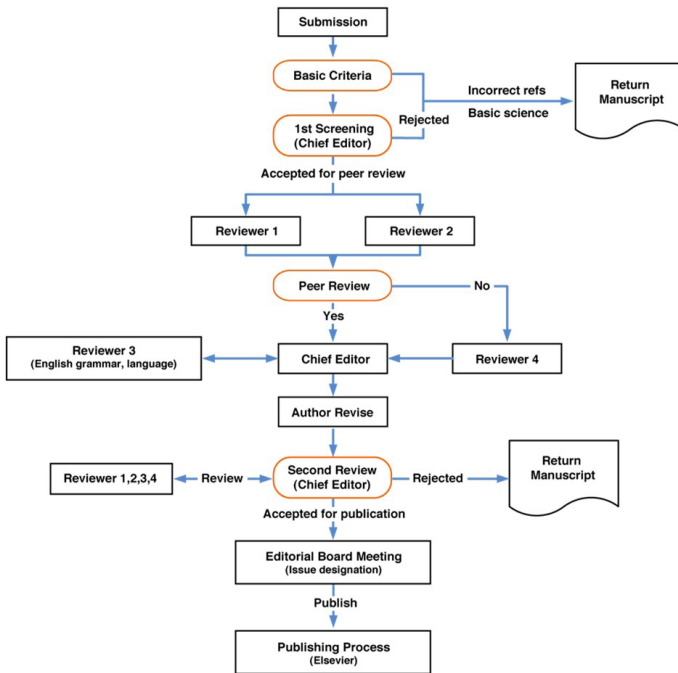 Submission
Basic Criteria
Incorrect refs
Return
Manuscript
Rejected
Basic science
1st Screening
(Chief Editor)
Accepted for peer review
Reviewer 1
Reviewer 2
Peer Review
No
Yes
Reviewer 3
(English grammar, language)
Chief Editor
Reviewer 4
Author Revise
Reviewer 1,2,3,4
Review
Second Review
(Chief Editor)
Rejected
Return
Manuscript
Accepted for publication
Editorial Board Meeting
(Issue designation)
Publish
Publishing Process
(Elsevier)